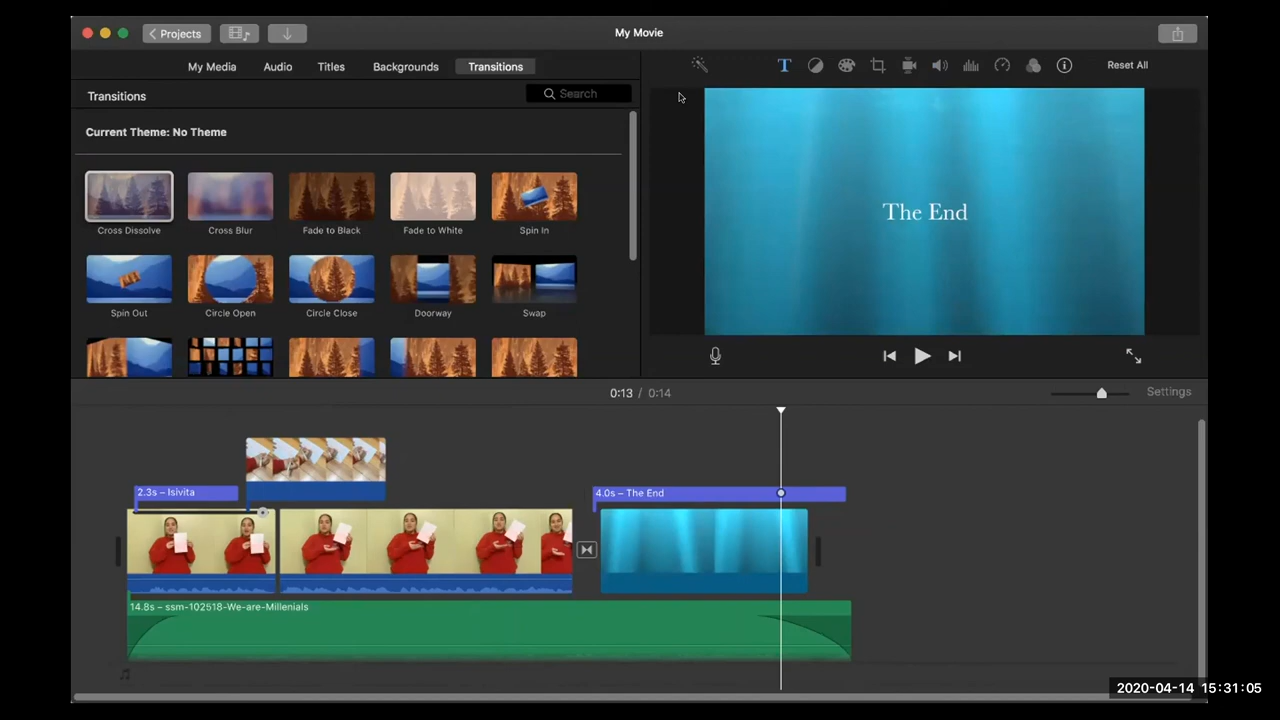 Projects
My Movie
My Media
Audio
Titles
Backgrounds
Transitions
T
Reset All
Transitions
Search
Current Theme: No Theme
Cross Dissolve
Cross Blur
Fade to Black
Fade to White
Spin In
Spin Out
Circle Open
Circle Close
Doorway
Swap
The End
0:13 / 0:14
Settings
2.3s – Isivita
4.0s – The End
14.8s – ssm-102518-We-are-Millenials
2020-04-14 15:31:05